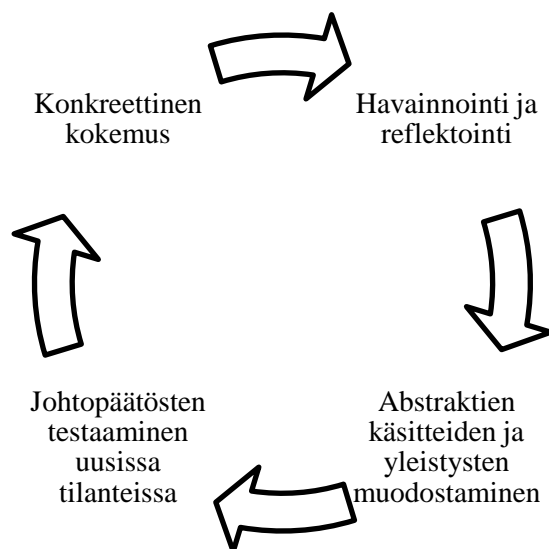 Konkreettinen
kokemus
Havainnointi ja
reflektointi
Abstraktien
käsitteiden ja
yleistysten
muodostaminen
Johtopäätösten
testaaminen
uusissa
tilanteissa